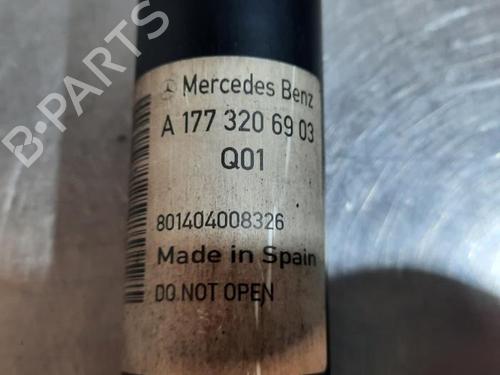 Mercedes Benz
A 177 320 69 03
Q01
801404008326
Made in Spain
DO NOT OPEN
B-PARTS